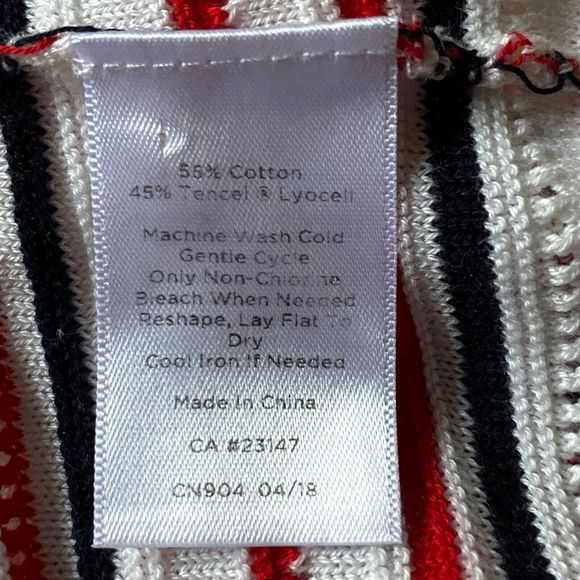 55% Cotton
45% Tencel ® Lyocell
Machine Wash Cold
Gentle Cycle
Only Non-Chlorine
Bleach When Needed
Reshape, Lay Flat To
Dry
Cool Iron If Needed
Made In China
CA #23147
CN904 04/18